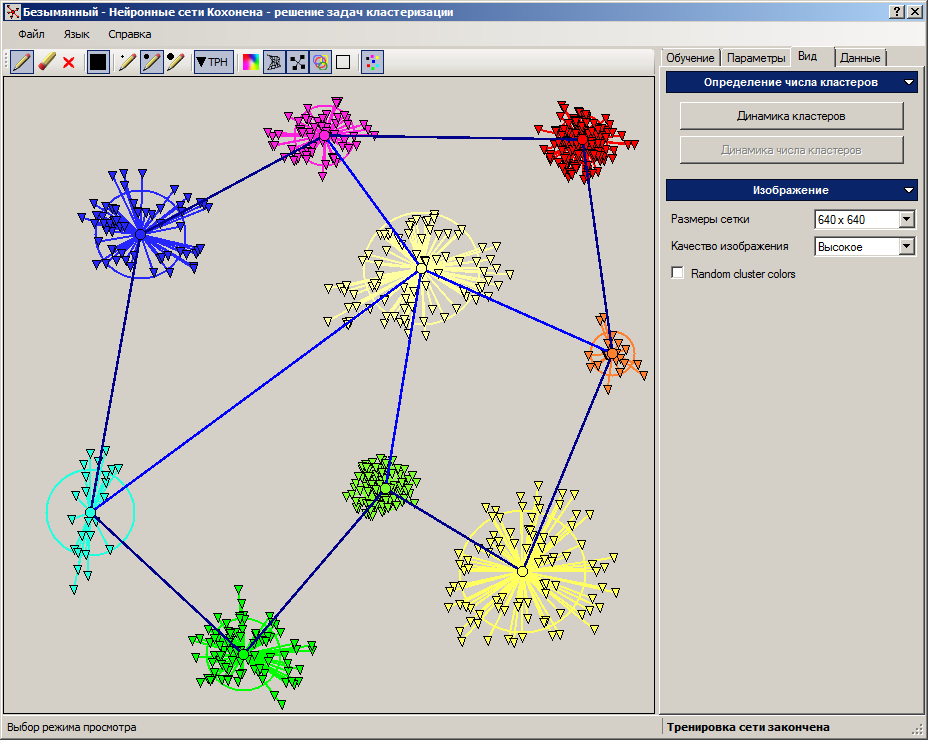 Безымянный - Нейронные сети Кохонена - решение задач кластеризации
Файл Язык Справка
ТРН
Обучение Параметры Вид Данные
Определение числа кластеров
Динамика кластеров
Динамика числа кластеров
Изображение
Размеры сетки 640 x 640
Качество изображения Высокое
Random cluster colors
Выбор режима просмотра
Тренировка сети закончена